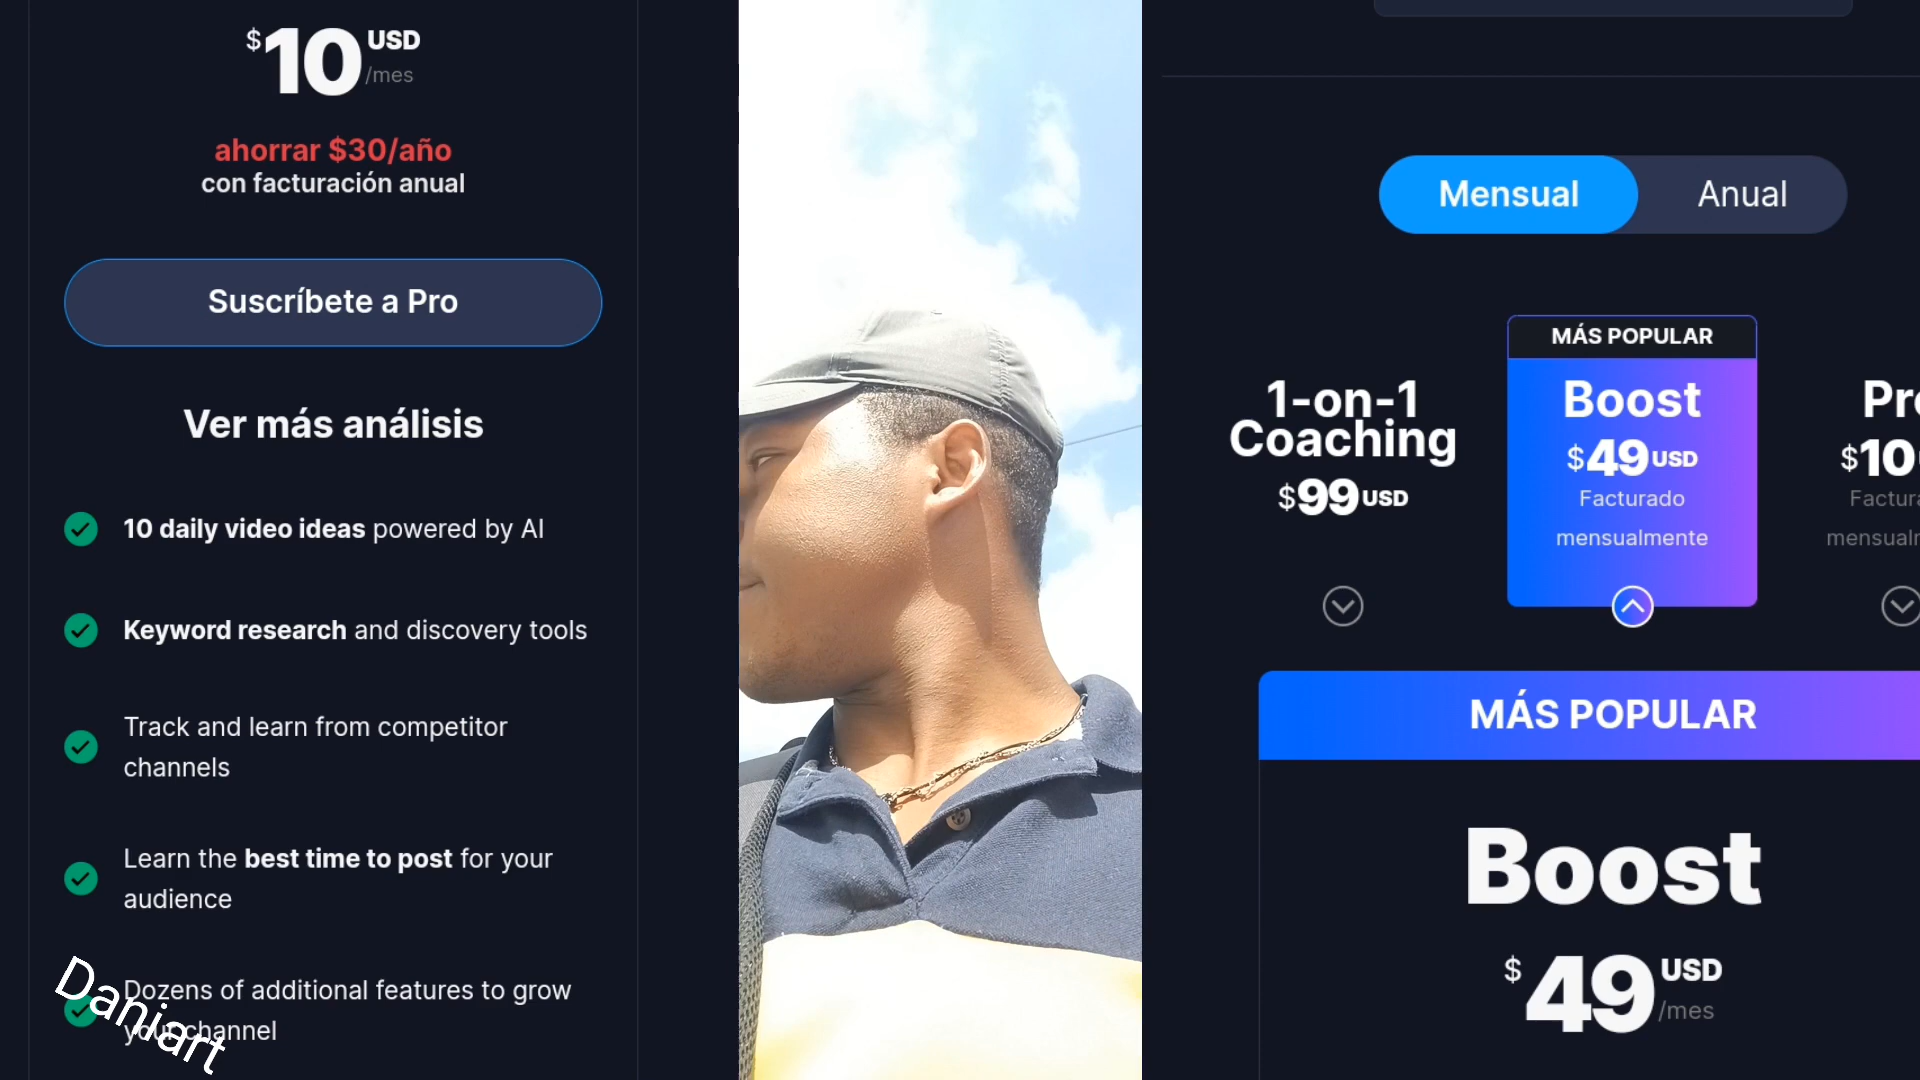 $10 USD
/mes
ahorrar $30/año
con facturación anual
Suscríbete a Pro
Ver más análisis
10 daily video ideas powered by AI
Keyword research and discovery tools
Track and learn from competitor
channels
Learn the best time to post for your
audience
Dozens of additional features to grow
your channel
Daniart
Mensual
Anual
1-on-1
Coaching
$99 USD
MÁS POPULAR
Boost
$49 USD
Facturado
mensualmente
$10
MÁS POPULAR
Boost
$49 USD
/mes